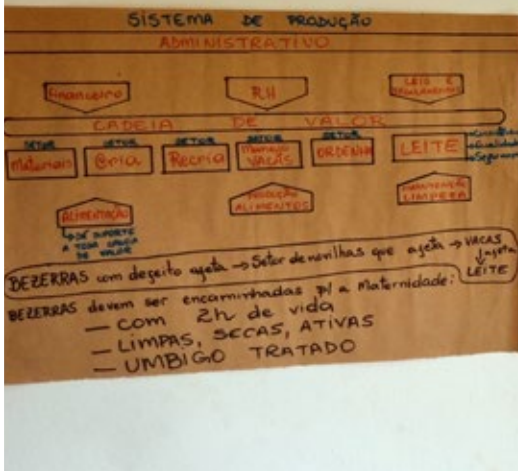 SISTEMA DE PRODUÇÃO
ADMINISTRATIVO
Financeiro RH LEIS E
CADEIA DE VALOR
SETOR SETOR SETOR SETOR SETOR
Materiais Cria Recria Manejo VACAS ORDENHA LEITE
ALIMENTAÇÃO PRODUÇÃO ALIMENTOS MANUTENÇÃO LIMPEZA
DÁ SUPORTE
A TODA CADEIA
DE VALOR
BEZERRAS com defeito afeta → Setor de novilhas que afeta → VACAS
↓ afeta
LEITE
BEZERRAS devem ser encaminhadas p/ a Maternidade:
— COM 2h de vida
— LIMPAS, SECAS, ATIVAS
— UMBIGO TRATADO